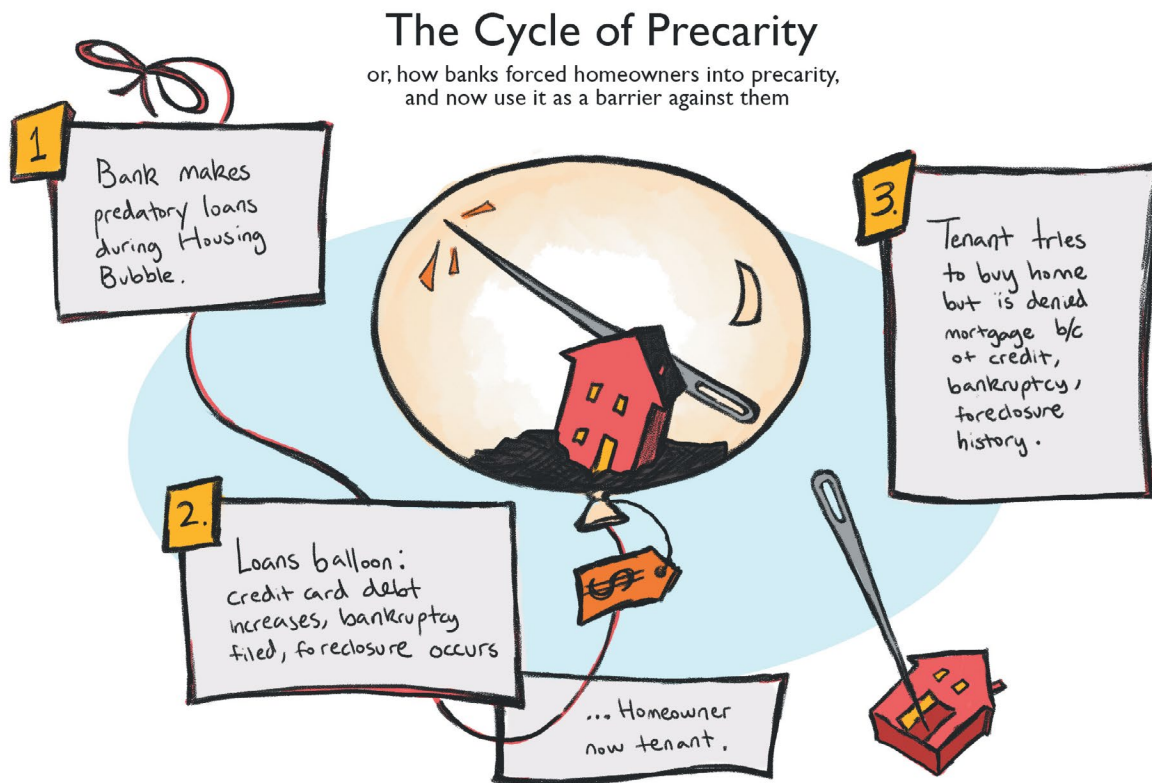 The Cycle of Precarity
or, how banks forced homeowners into precarity,
and now use it as a barrier against them
1
Bank makes
predatory loans
during Housing
Bubble.
2.
Loans balloon:
credit card debt
increases, bankruptcy
filed, foreclosure occurs
... Homeowner
now tenant.
$
3.
Tenant tries
to buy home
but is denied
mortgage b/c
of credit,
bankruptcy,
foreclosure
history.